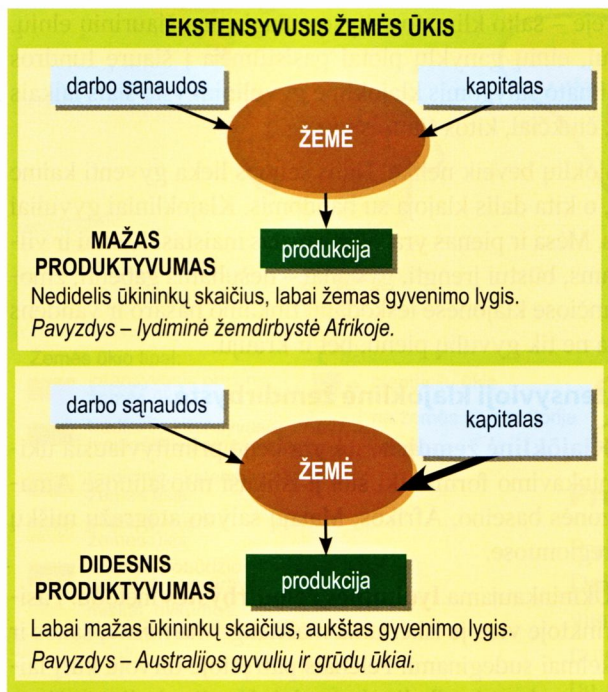 EKSTENSYVUSIS ŽEMĖS ŪKIS
darbo sąnaudos
kapitalas
ŽEMĖ
produkcija
MAŽAS
PRODUKTYVUMAS
Nedidelis ūkininkų skaičius, labai žemas gyvenimo lygis.
Pavyzdys – lydiminė žemdirbystė Afrikoje.
darbo sąnaudos
kapitalas
ŽEMĖ
produkcija
DIDESNIS
PRODUKTYVUMAS
Labai mažas ūkininkų skaičius, aukštas gyvenimo lygis.
Pavyzdys – Australijos gyvulių ir grūdų ūkiai.